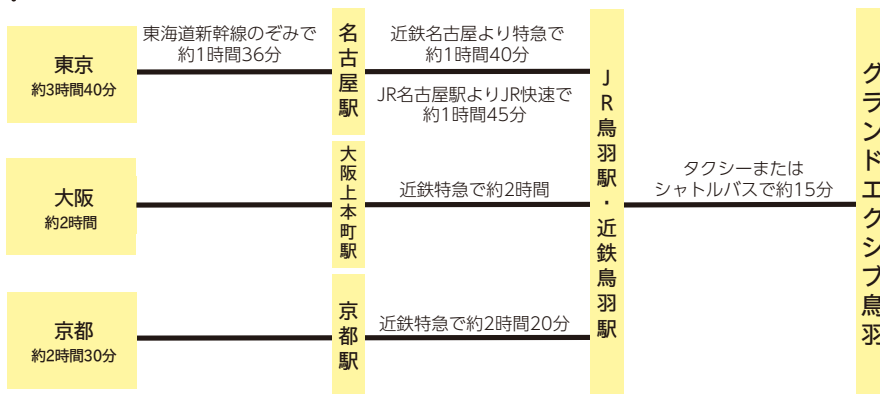 東京
約3時間40分
東海道新幹線のぞみで
約1時間36分
名古屋駅
近鉄名古屋より特急で
約1時間40分
JR名古屋駅よりJR快速で
約1時間45分
大阪
約2時間
大阪上本町駅
近鉄特急で約2時間
京都
約2時間30分
京都駅
近鉄特急で約2時間20分
JR鳥羽駅・近鉄鳥羽駅
タクシーまたは
シャトルバスで約15分
グランドエクシブ鳥羽